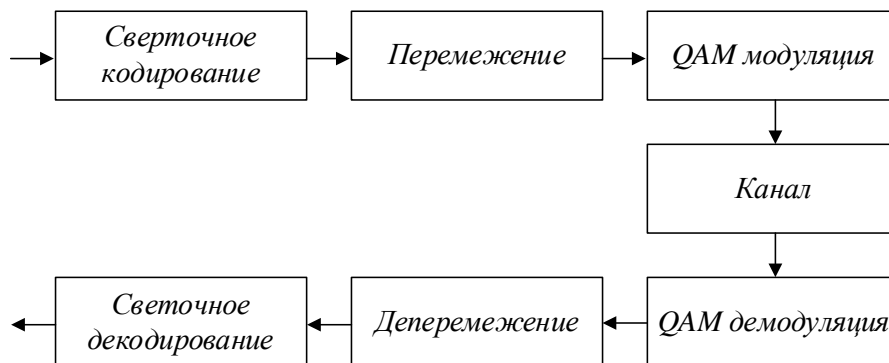 Сверточное
кодирование
Перемежение
QAM модуляция
Канал
Светочное
декодирование
Деперемежение
QAM демодуляция